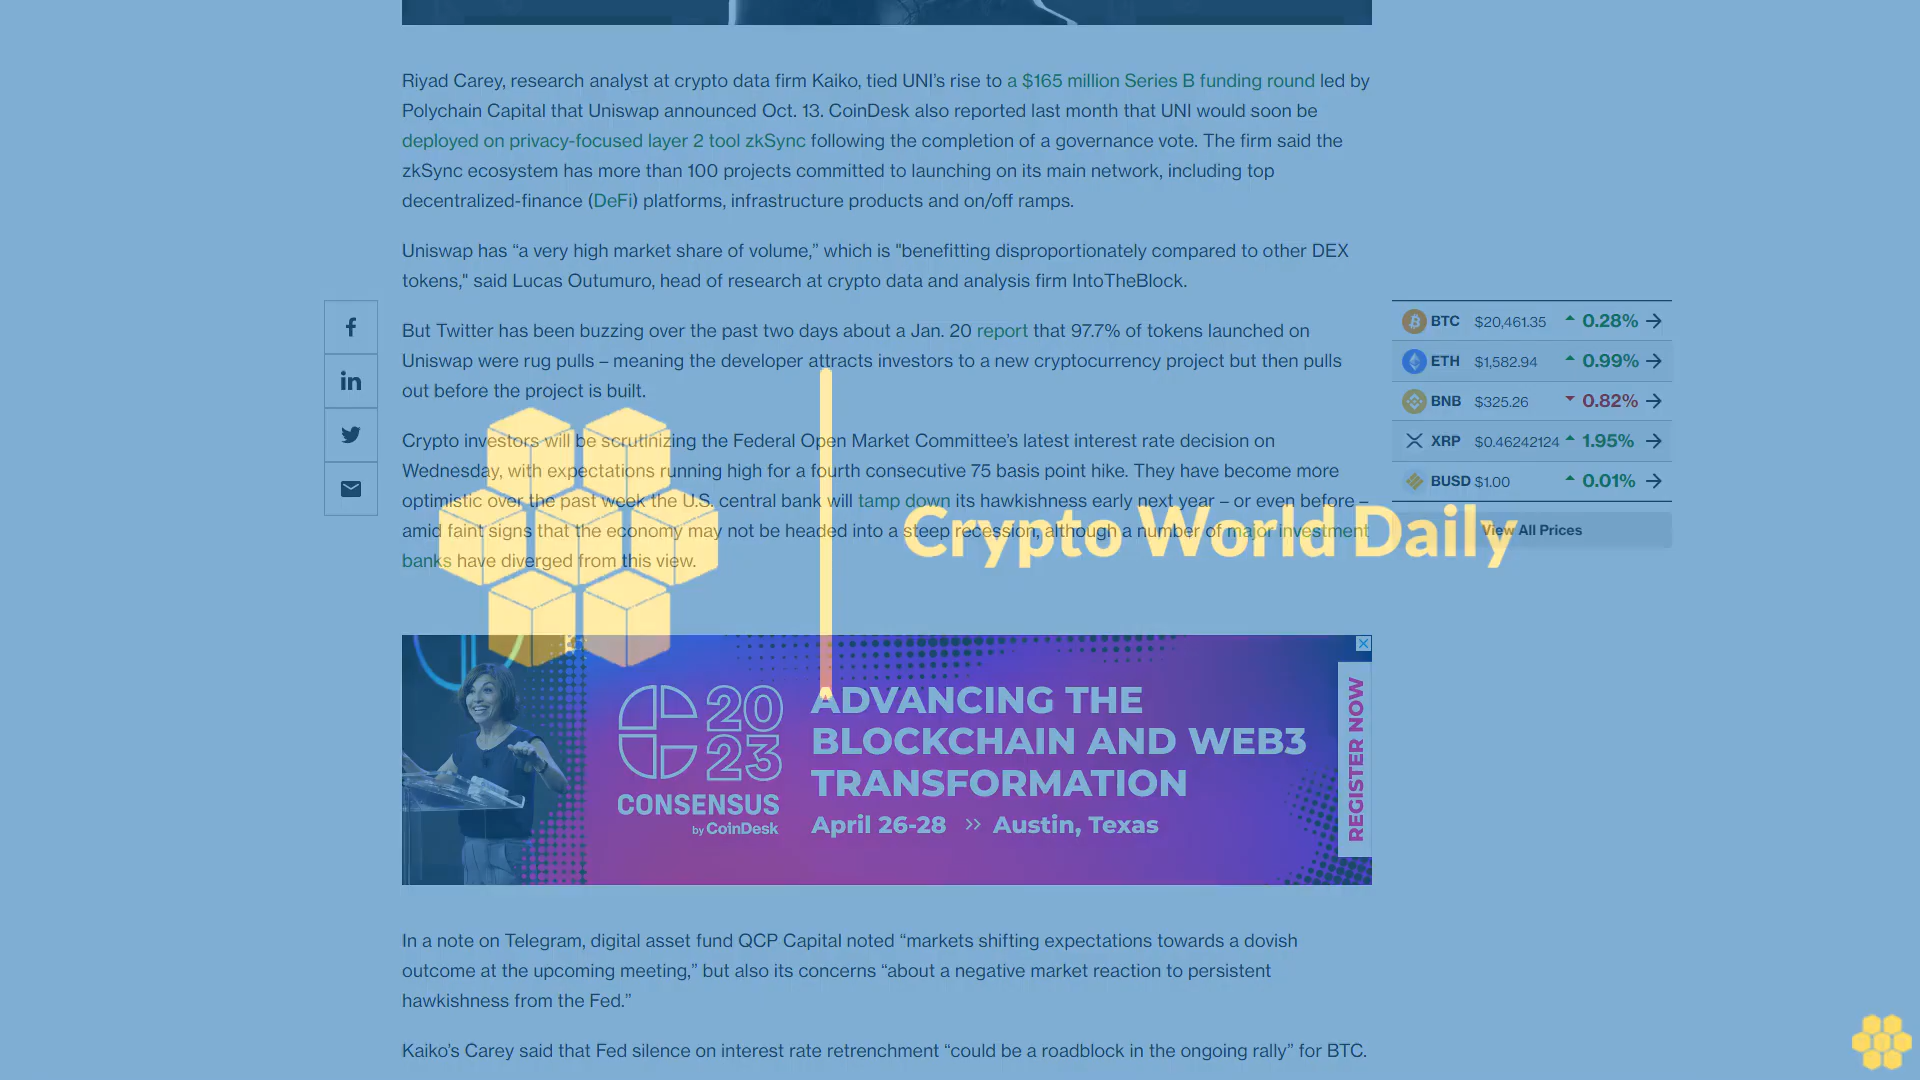 Riyad Carey, research analyst at crypto data firm Kaiko, tied UNI’s rise to a $165 million Series B funding round led by
Polychain Capital that Uniswap announced Oct. 13. CoinDesk also reported last month that UNI would soon be
deployed on privacy-focused layer 2 tool zkSync following the completion of a governance vote. The firm said the
zkSync ecosystem has more than 100 projects committed to launching on its main network, including top
decentralized-finance (DeFi) platforms, infrastructure products and on/off ramps.
Uniswap has “a very high market share of volume,” which is "benefitting disproportionately compared to other DEX
tokens," said Lucas Outumuro, head of research at crypto data and analysis firm IntoTheBlock.
But Twitter has been buzzing over the past two days about a Jan. 20 report that 97.7% of tokens launched on
Uniswap were rug pulls – meaning the developer attracts investors to a new cryptocurrency project but then pulls
out before the project is built.
Crypto investors will be scrutinizing the Federal Open Market Committee’s latest interest rate decision on
Wednesday, with expectations running high for a fourth consecutive 75 basis point hike. They have become more
optimistic over the past week the U.S. central bank will tamp down its hawkishness early next year – or even before –
amid faint signs that the economy may not be headed into a steep recession, although a number of major investment
banks have diverged from this view.
BTC $20,461.35 0.28%
ETH $1,582.94 0.99%
BNB $325.26 0.82%
XRP $0.46242124 1.95%
BUSD $1.00 0.01%
View All Prices
Crypto World Daily
2023
CONSENSUS
by CoinDesk
ADVANCING THE
BLOCKCHAIN AND WEB3
TRANSFORMATION
April 26-28 >> Austin, Texas
REGISTER NOW
In a note on Telegram, digital asset fund QCP Capital noted “markets shifting expectations towards a dovish
outcome at the upcoming meeting,” but also its concerns “about a negative market reaction to persistent
hawkishness from the Fed.”
Kaiko’s Carey said that Fed silence on interest rate retrenchment “could be a roadblock in the ongoing rally” for BTC.